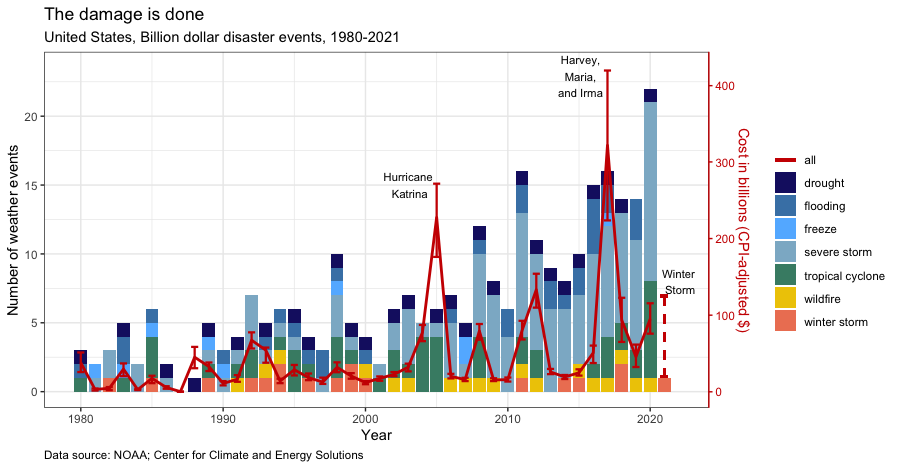 The damage is done
United States, Billion dollar disaster events, 1980-2021
Number of weather events
0
5
10
15
20
1980
1990
2000
2010
2020
Year
Hurricane
Katrina
Harvey,
Maria,
and Irma
Winter
Storm
0
100
200
300
400
Cost in billions (CPI-adjusted $)
all
drought
flooding
freeze
severe storm
tropical cyclone
wildfire
winter storm
Data source: NOAA; Center for Climate and Energy Solutions